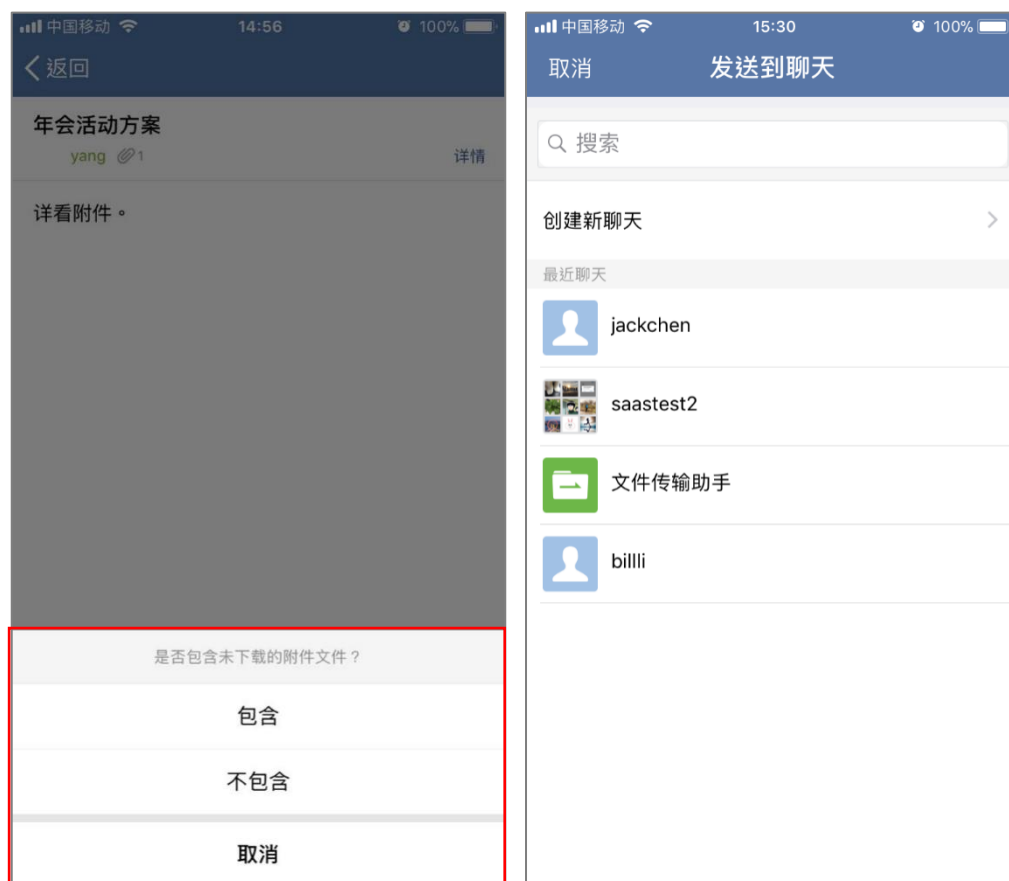 中国移动 14:56 100%
返回
年会活动方案
yang 1 详情
详看附件。
是否包含未下载的附件文件？
包含
不包含
取消
中国移动 15:30 100%
取消 发送到聊天
搜索
创建新聊天
最近聊天
jackchen
saastest2
文件传输助手
billli